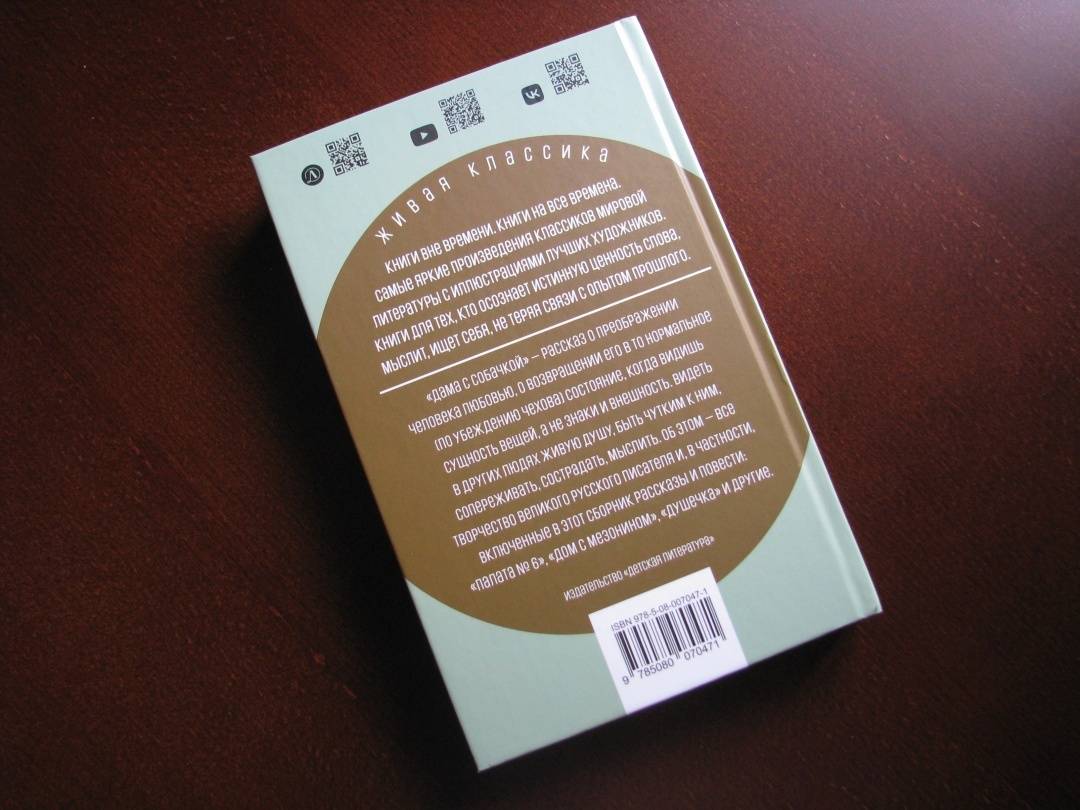 живая классика
книги вне времени. книги на все времена.
самые яркие произведения классиков мировой
литературы с иллюстрациями лучших художников.
книги для тех, кто осознает истинную ценность слова,
мыслит, ищет себя, не теряя связи с опытом прошлого.
«дама с собачкой» – рассказ о преображении
человека любовью, о возвращении его в то нормальное
(по убеждению чехова) состояние, когда видишь
сущность вещей, а не знаки и внешность. видеть
в других людях живую душу, быть чутким к ним,
сопереживать, сострадать, мыслить. об этом – все
творчество великого русского писателя и, в частности,
включенные в этот сборник рассказы и повести:
«палата № 6», «дом с мезонином», «душечка» и другие.
издательство «детская литература»
ISBN 978-5-08-007047-1
9 785080 070471